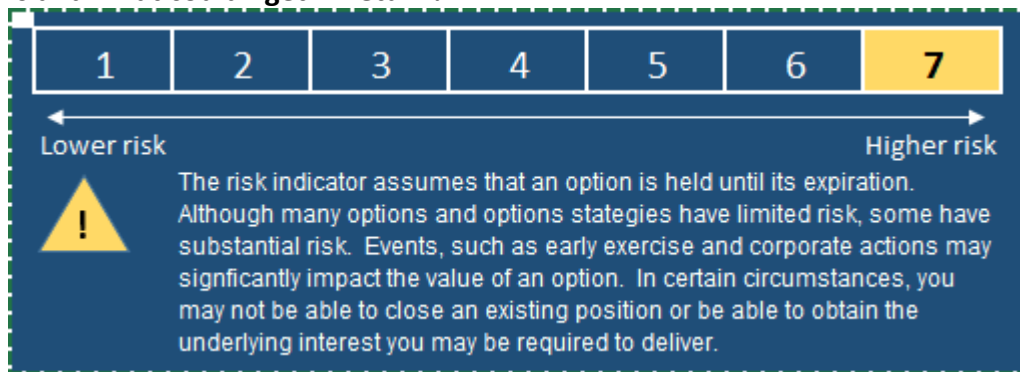 1 2 3 4 5 6 7
Lower risk Higher risk
The risk indicator assumes that an option is held until its expiration.
! Although many options and options stategies have limited risk, some have
substantial risk.  Events, such as early exercise and corporate actions may
signficantly impact the value of an option.  In certain circumstances, you
may not be able to close an existing position or be able to obtain the
underlying interest you may be required to deliver.